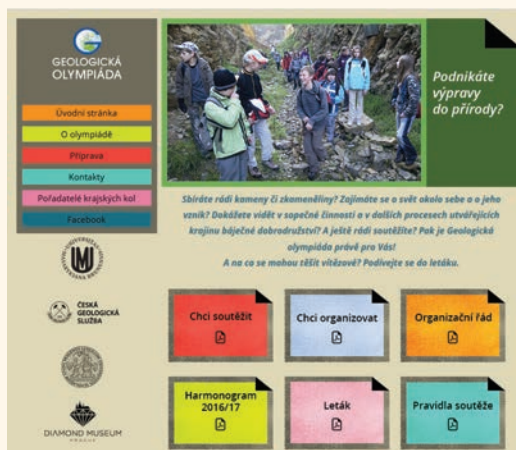 GEOLOGICKÁ
OLYMPIÁDA
Úvodní stránka
O olympiádě
Příprava
Kontakty
Pořadatelé krajských kol
Facebook
Podnikáte
výpravy
do přírody?
Sbíráte rádi kameny či zkameněliny? Zajímáte se o svět okolo sebe a o jeho
vznik? Dokážete vidět v sopečné činnosti a v dalších procesech utvářejících
krajinu báječné dobrodružství? A ještě rádi soutěžíte? Pak je Geologická
olympiáda právě pro Vás!
A na co se mohou těšit vítězové? Podívejte se do letáku.
ČESKÁ
GEOLOGICKÁ
SLUŽBA
DIAMOND MUSEUM
PRAGUE
Chci soutěžit
Chci organizovat
Organizační řád
Harmonogram
2016/17
Leták
Pravidla soutěže